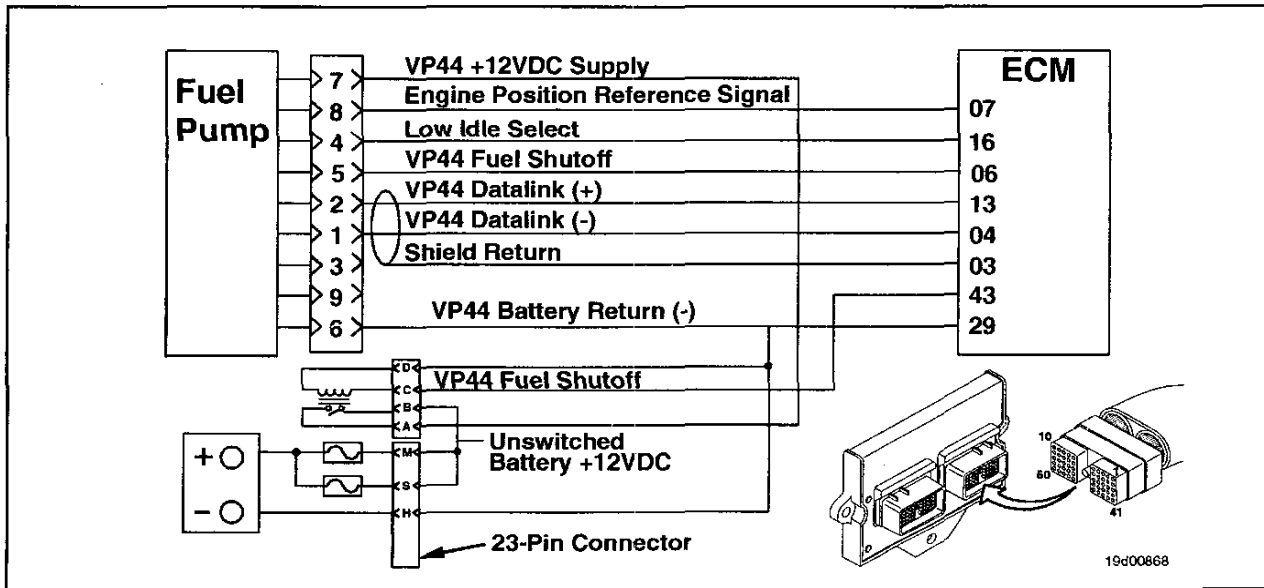 Fuel
Pump
7
8
4
5
2
1
3
9
6
VP44 +12VDC Supply
Engine Position Reference Signal
Low Idle Select
VP44 Fuel Shutoff
VP44 Datalink (+)
VP44 Datalink (-)
Shield Return
VP44 Battery Return (-)
ECM
07
16
06
13
04
03
43
29
D
C
B
A
VP44 Fuel Shutoff
Unswitched
Battery +12VDC
+
-
M
S
H
23-Pin Connector
10
50
1
41
19d00868